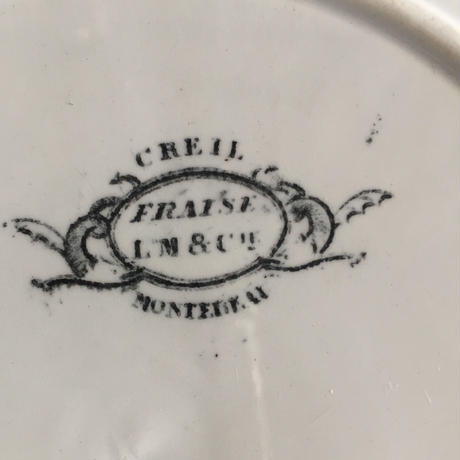 CREIL
FRAISE
LM & CIE
MONTEREAU